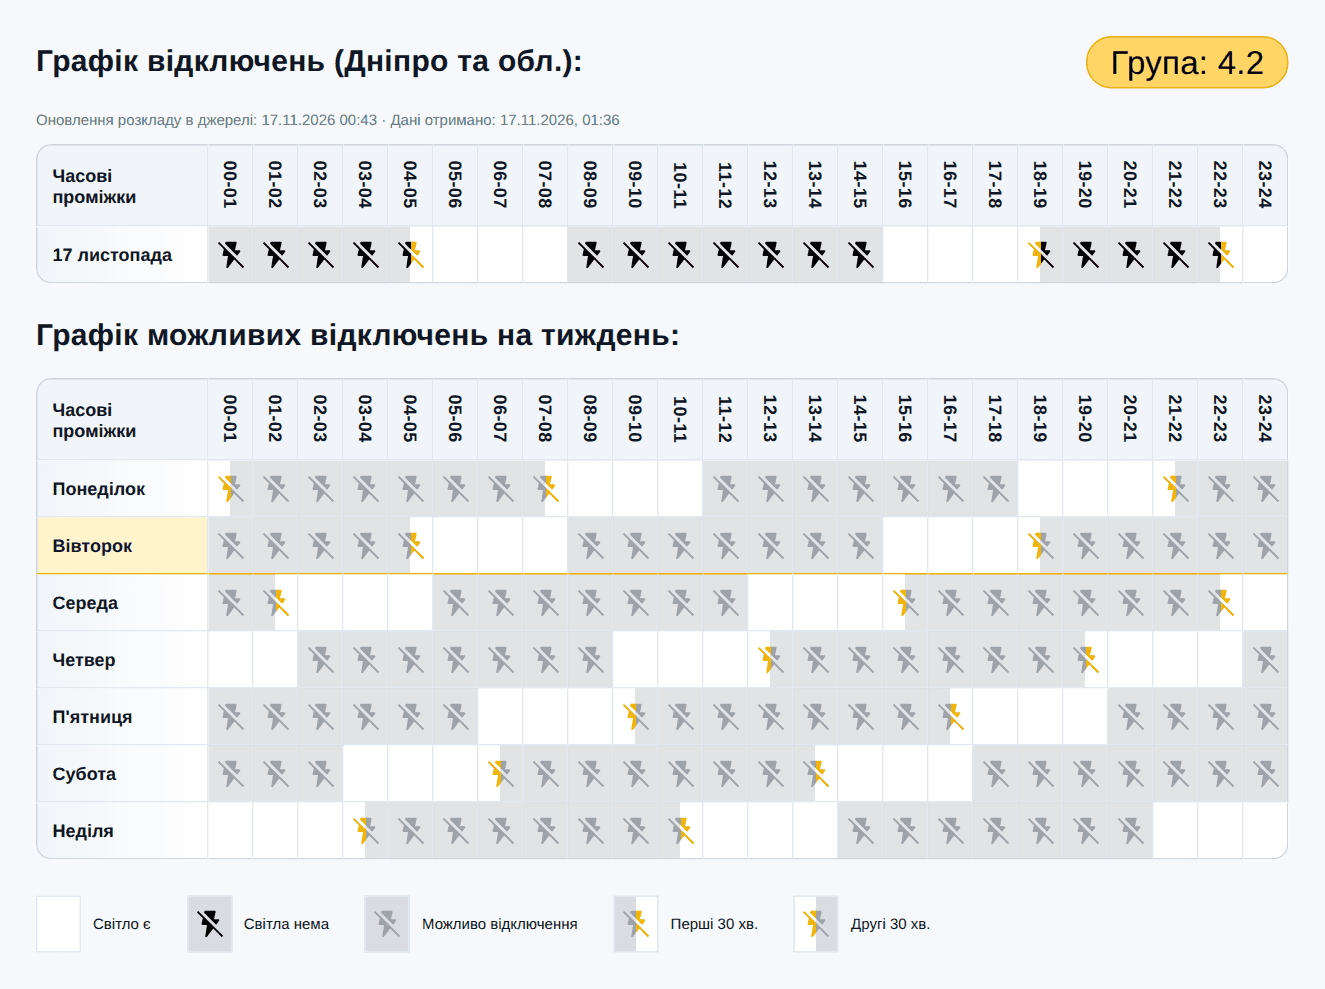 Графік відключень (Дніпро та обл.):
Група: 4.2
Оновлення розкладу в джерелі: 17.11.2026 00:43 · Дані отримано: 17.11.2026, 01:36
Часові
проміжки
00-01 01-02 02-03 03-04 04-05 05-06 06-07 07-08 08-09 09-10 10-11 11-12 12-13 13-14 14-15 15-16 16-17 17-18 18-19 19-20 20-21 21-22 22-23 23-24
17 листопада
Графік можливих відключень на тиждень:
Часові
проміжки
00-01 01-02 02-03 03-04 04-05 05-06 06-07 07-08 08-09 09-10 10-11 11-12 12-13 13-14 14-15 15-16 16-17 17-18 18-19 19-20 20-21 21-22 22-23 23-24
Понеділок
Вівторок
Середа
Четвер
П'ятниця
Субота
Неділя
Світло є
Світла нема
Можливо відключення
Перші 30 хв.
Другі 30 хв.